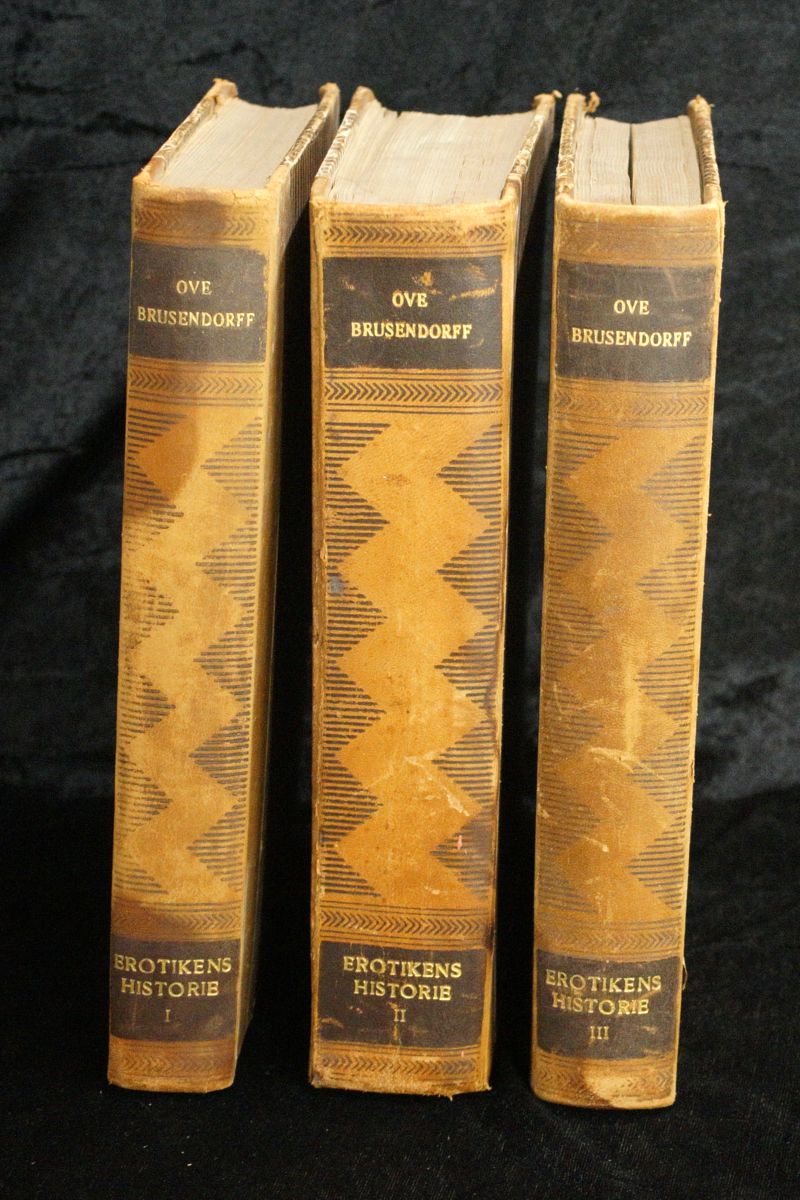 OVE
BRUSENDORFF
EROTIKENS
HISTORIE
I
OVE
BRUSENDORFF
EROTIKENS
HISTORIE
II
OVE
BRUSENDORFF
EROTIKENS
HISTORIE
III